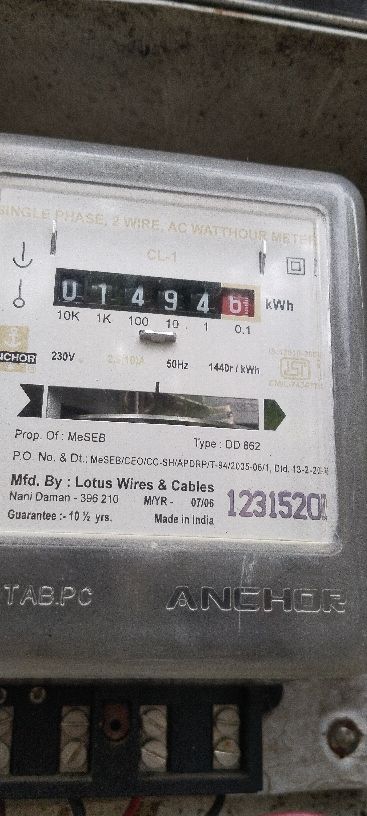 SINGLE PHASE, 2 WIRE, AC WATTHOUR METER
CL-1
0 1 4 9 4 6 kWh
10K 1K 100 10 1 0.1
ANCHOR
230V 50Hz 1440r / kWh
Prop. Of : MeSEB Type : DD 862
P.O. No. & Dt.: MeSEB/CEO/CC-SH/APDRP/T-94/2005-06/1, Dtd. 13-2-
Mfd. By : Lotus Wires & Cables
Nani Daman - 396 210 M/YR - 07/06
Guarantee :- 10 ½ yrs. Made in India
1231520
TAB.PC ANCHOR